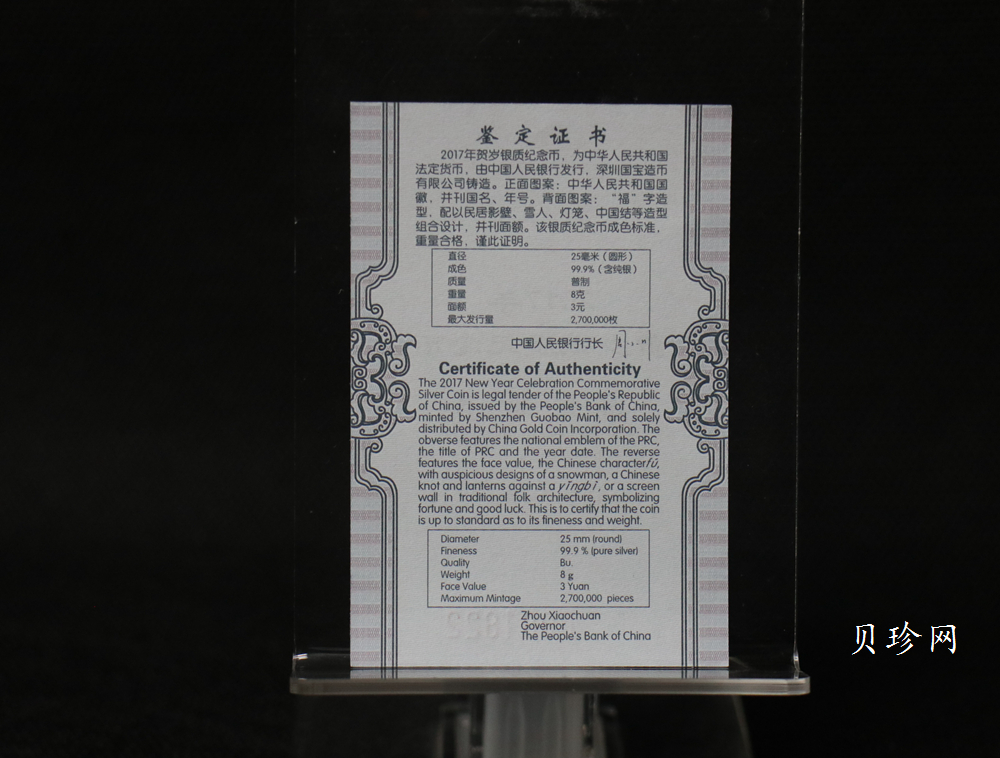 鉴定证书
2017年贺岁银质纪念币，为中华人民共和国
法定货币，由中国人民银行发行，深圳国宝造币
有限公司铸造。正面图案：中华人民共和国国
徽，并刊国名、年号。背面图案：“福”字造
型，配以民居影壁、雪人、灯笼、中国结等造型
组合设计，并刊面额。该银质纪念币成色标准，
重量合格，谨此证明。
直径 25毫米（圆形）
成色 99.9%（含纯银）
质量 普制
重量 8克
面额 3元
最大发行量 2,700,000枚
中国人民银行行长
Certificate of Authenticity
The 2017 New Year Celebration Commemorative
Silver Coin is legal tender of the People's Republic
of China, issued by the People's Bank of China,
minted by Shenzhen Guobao Mint, and solely
distributed by China Gold Coin Incorporation. The
obverse features the national emblem of the PRC,
the title of PRC and the year date. The reverse
features the face value, the Chinese character fú,
with auspicious designs of a snowman, a Chinese
knot and lanterns against a yǐngbì, or a screen
wall in traditional folk architecture, symbolizing
fortune and good luck. This is to certify that the coin
is up to standard as to its fineness and weight.
Diameter 25 mm (round)
Fineness 99.9 % (pure silver)
Quality Bu.
Weight 8 g
Face Value 3 Yuan
Maximum Mintage 2,700,000 pieces
Zhou Xiaochuan
Governor
The People's Bank of China
贝珍网